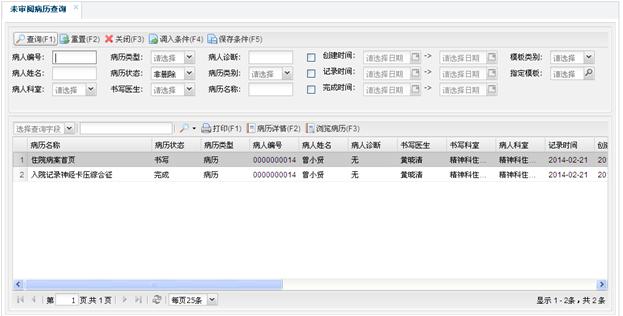 未审阅病历查询
查询(F1) 重置(F2) 关闭(F3) 调入条件(F4) 保存条件(F5)
病人编号: 病历类型: 请选择 病人诊断: 创建时间: 请选择日期 -> 请选择日期 模板类别: 请选择
病人姓名: 病历状态: 非删除 病历类别: 请选择 记录时间: 请选择日期 -> 请选择日期 指定模板: 请选择
病人科室: 请选择 书写医生: 请选择 病历名称: 完成时间: 请选择日期 -> 请选择日期
选择查询字段 打印(F1) 病历详情(F2) 浏览病历(F3)
病历名称 病历状态 病历类型 病人编号 病人姓名 病人诊断 书写医生 书写科室 病人科室 记录时间 创建
1 住院病案首页 书写 病历 0000000014 曾小贤 无 黄晓清 精神科住... 精神科住... 2014-02-21 201
2 入院记录神经卡压综合征 完成 病历 0000000014 曾小贤 无 黄晓清 精神科住... 精神科住... 2014-02-21 201
第 1 页,共 1 页 每页25条 显示 1 - 2条，共 2 条